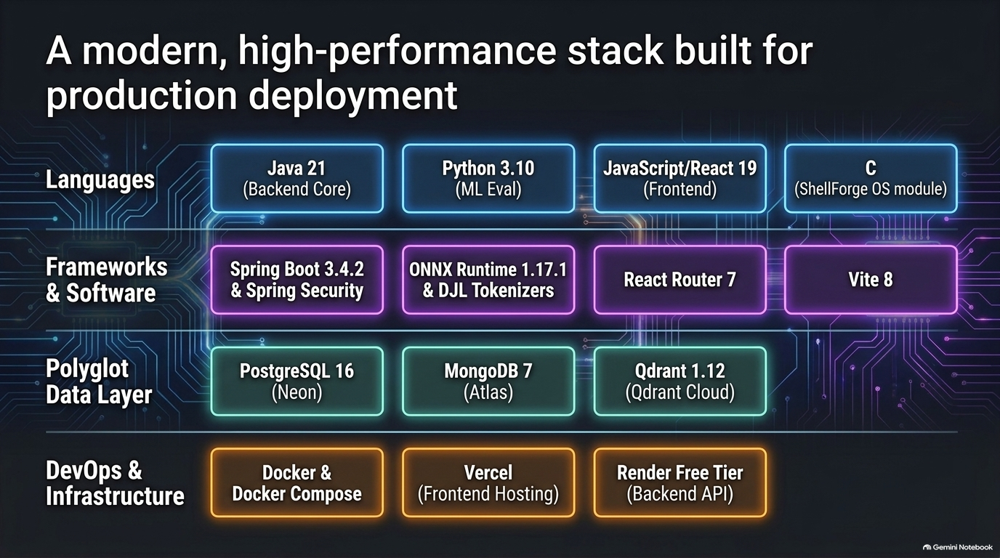 A modern, high-performance stack built for
production deployment
Languages
Java 21
(Backend Core)
Python 3.10
(ML Eval)
JavaScript/React 19
(Frontend)
C
(ShellForge OS module)
Frameworks
& Software
Spring Boot 3.4.2
& Spring Security
ONNX Runtime 1.17.1
& DJL Tokenizers
React Router 7
Vite 8
Polyglot
Data Layer
PostgreSQL 16
(Neon)
MongoDB 7
(Atlas)
Qdrant 1.12
(Qdrant Cloud)
DevOps &
Infrastructure
Docker &
Docker Compose
Vercel
(Frontend Hosting)
Render Free Tier
(Backend API)
Gemini Notebook